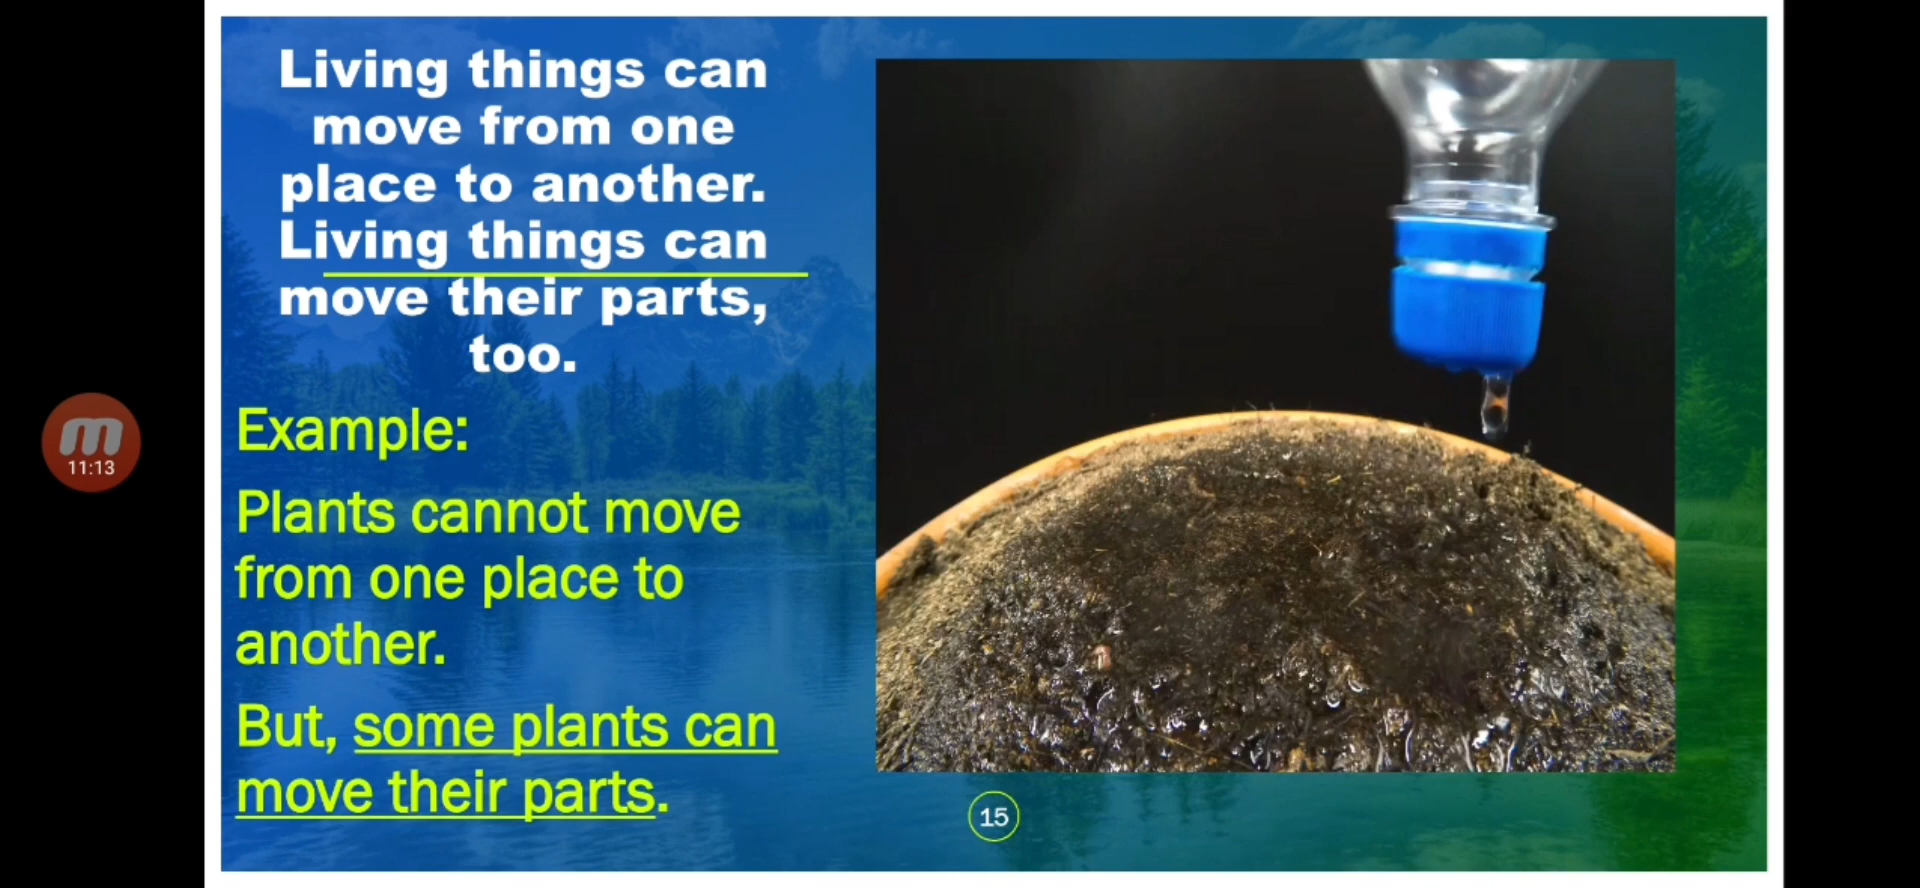 Living things can
move from one
place to another.
Living things can
move their parts,
too.
Example:
Plants cannot move
from one place to
another.
But, some plants can
move their parts.
15
m
11:13